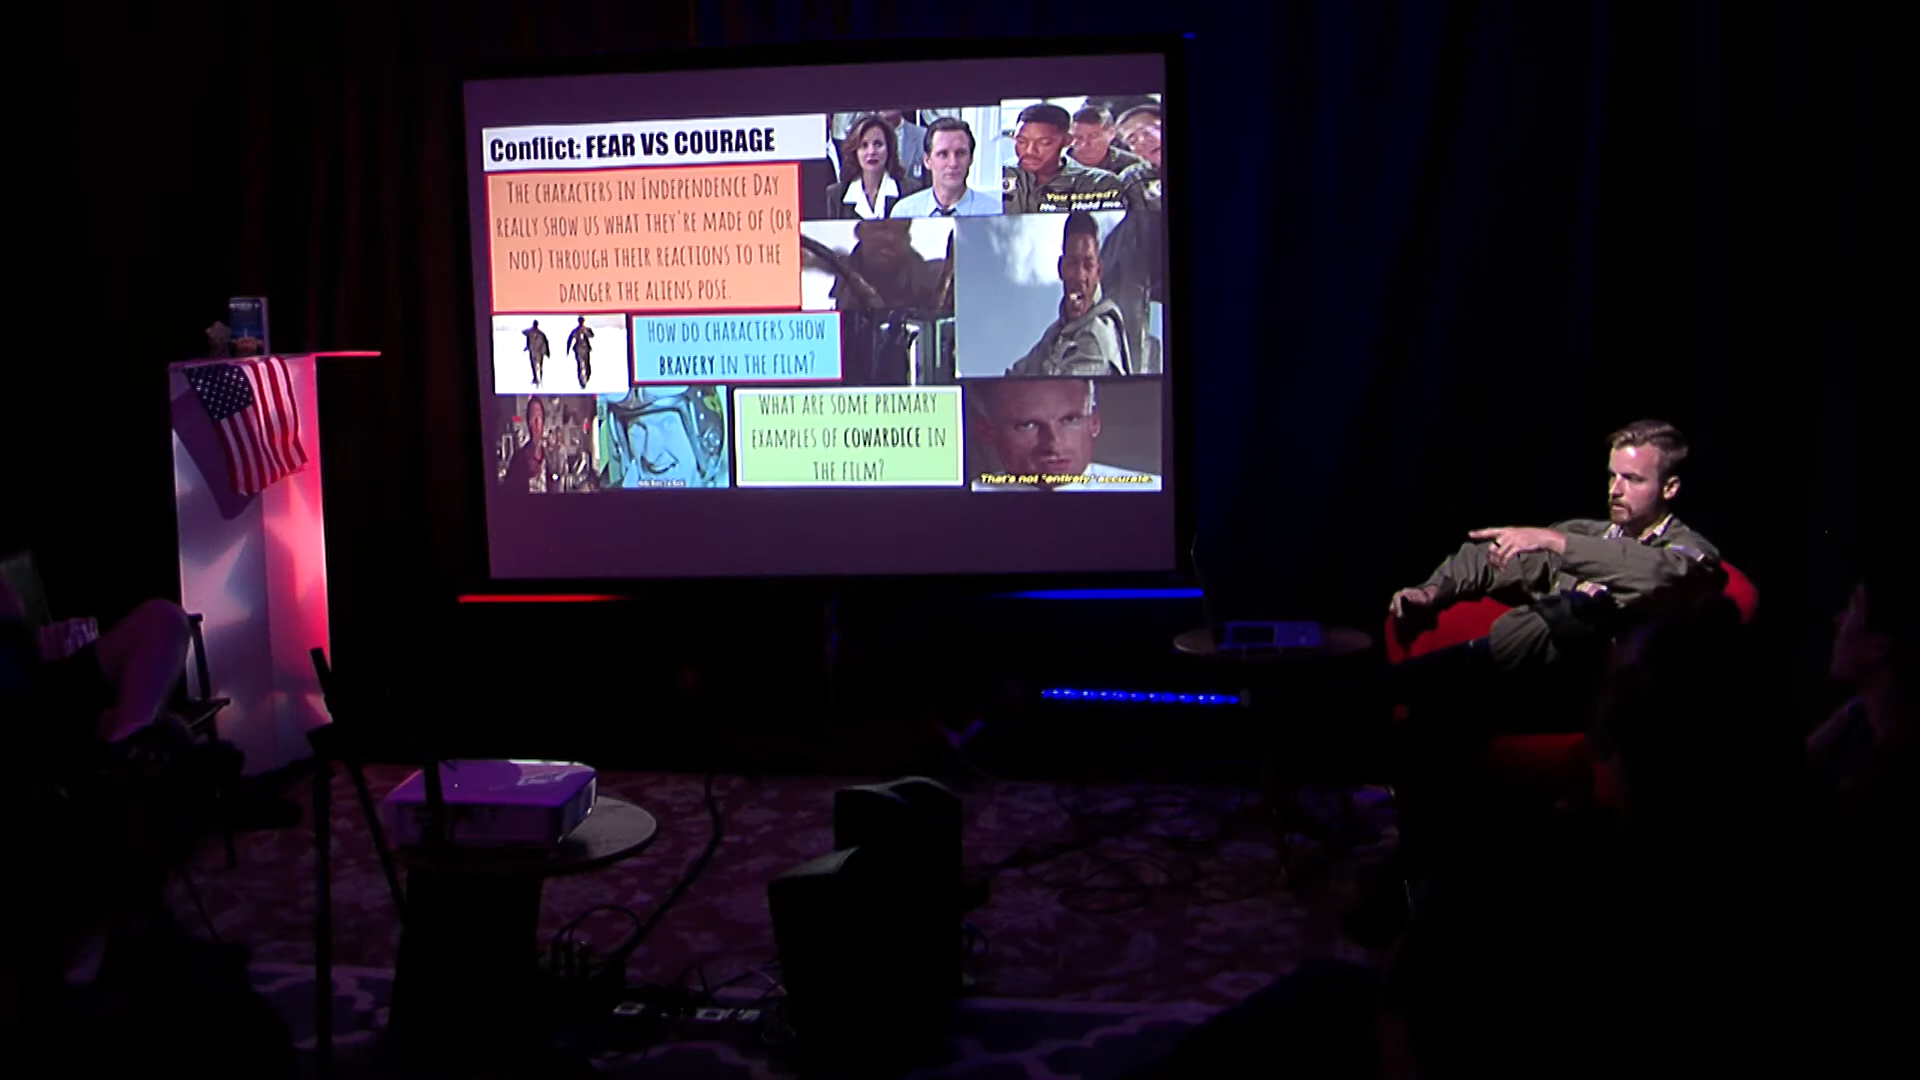 Conflict: FEAR VS COURAGE
THE CHARACTERS IN INDEPENDENCE DAY
REALLY SHOW US WHAT THEY'RE MADE OF (OR
NOT) THROUGH THEIR REACTIONS TO THE
DANGER THE ALIENS POSE.
You scared?
No... Hold me.
HOW DO CHARACTERS SHOW
BRAVERY IN THE FILM?
WHAT ARE SOME PRIMARY
EXAMPLES OF COWARDICE IN
THE FILM?
That's not "entirely" accurate.